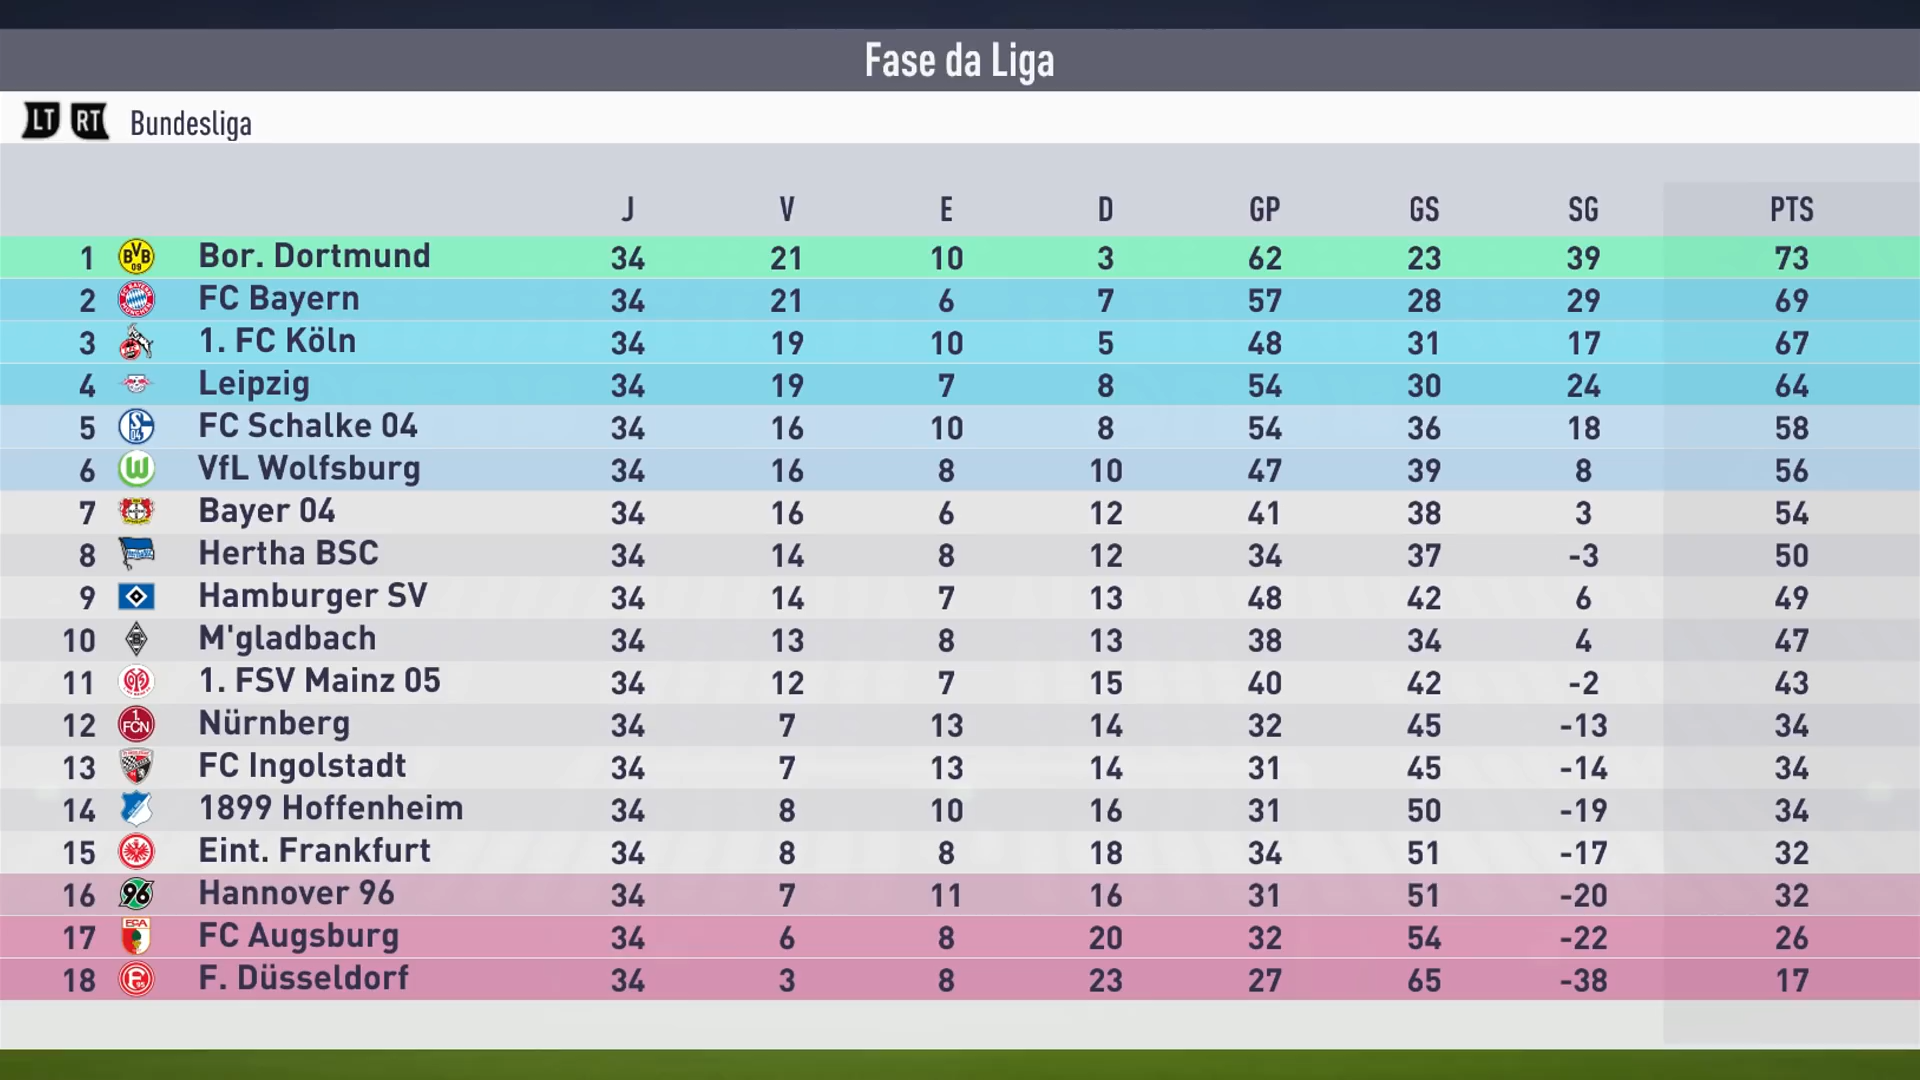 Fase da Liga
LT RT Bundesliga
J V E D GP GS SG PTS
1 BVB 09 Bor. Dortmund 34 21 10 3 62 23 39 73
2 FC BAYERN MÜNCHEN FC Bayern 34 21 6 7 57 28 29 69
3 1. FC Köln 34 19 10 5 48 31 17 67
4 Leipzig 34 19 7 8 54 30 24 64
5 S 04 FC Schalke 04 34 16 10 8 54 36 18 58
6 W VfL Wolfsburg 34 16 8 10 47 39 8 56
7 Bayer 04 34 16 6 12 41 38 3 54
8 Hertha BSC 34 14 8 12 34 37 -3 50
9 Hamburger SV 34 14 7 13 48 42 6 49
10 M'gladbach 34 13 8 13 38 34 4 47
11 1. FSV Mainz 05 34 12 7 15 40 42 -2 43
12 1. FCN Nürnberg 34 7 13 14 32 45 -13 34
13 FC Ingolstadt 34 7 13 14 31 45 -14 34
14 1899 Hoffenheim 34 8 10 16 31 50 -19 34
15 Eint. Frankfurt 34 8 8 18 34 51 -17 32
16 96 Hannover 96 34 7 11 16 31 51 -20 32
17 FCA FC Augsburg 34 6 8 20 32 54 -22 26
18 F F. Düsseldorf 34 3 8 23 27 65 -38 17